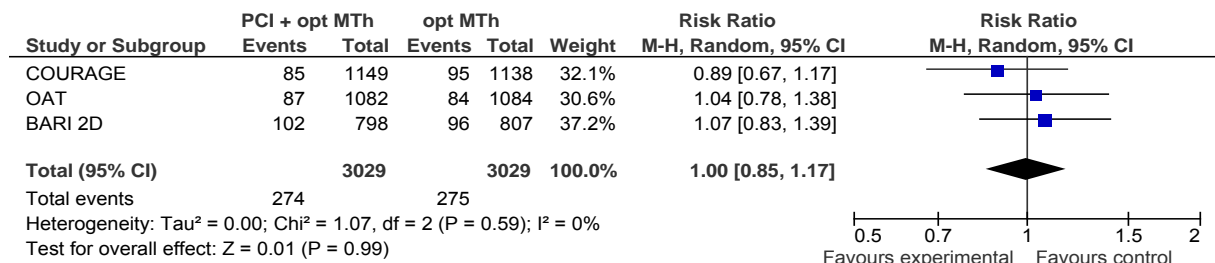 PCI + opt MTh opt MTh Risk Ratio Risk Ratio
Study or Subgroup Events Total Events Total Weight M-H, Random, 95% CI M-H, Random, 95% CI
COURAGE 85 1149 95 1138 32.1% 0.89 [0.67, 1.17]
OAT 87 1082 84 1084 30.6% 1.04 [0.78, 1.38]
BARI 2D 102 798 96 807 37.2% 1.07 [0.83, 1.39]
Total (95% CI) 3029 3029 100.0% 1.00 [0.85, 1.17]
Total events 274 275
Heterogeneity: Tau² = 0.00; Chi² = 1.07, df = 2 (P = 0.59); I² = 0%
Test for overall effect: Z = 0.01 (P = 0.99)
0.5 0.7 1 1.5 2
Favours experimental Favours control